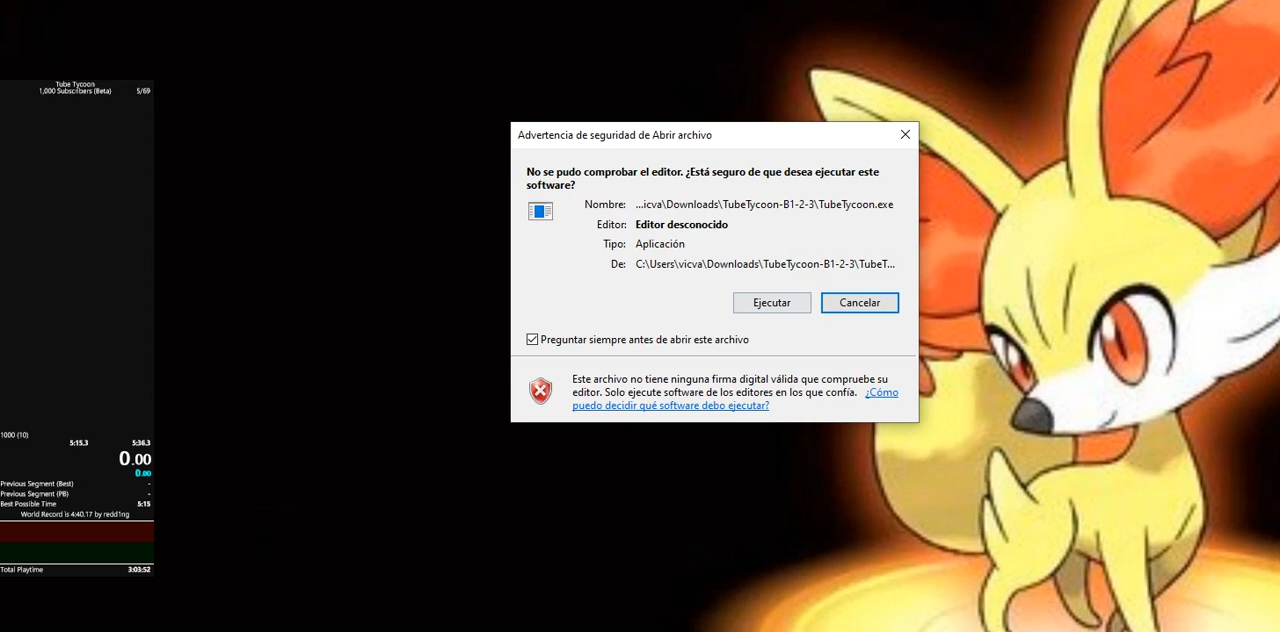 Tube Tycoon
1,000 Subscribers (Beta) 5/69
Advertencia de seguridad de Abrir archivo
No se pudo comprobar el editor. ¿Está seguro de que desea ejecutar este
software?
Nombre: ...icva\Downloads\TubeTycoon-B1-2-3\TubeTycoon.exe
Editor: Editor desconocido
Tipo: Aplicación
De: C:\Users\vicva\Downloads\TubeTycoon-B1-2-3\TubeT...
Ejecutar Cancelar
Preguntar siempre antes de abrir este archivo
Este archivo no tiene ninguna firma digital válida que compruebe su
editor. Solo ejecute software de los editores en los que confía. ¿Cómo
puedo decidir qué software debo ejecutar?
1000 (10)
5:15.3 5:36.3
0.00
0.00
Previous Segment (Best) -
Previous Segment (PB) -
Best Possible Time 5:15
World Record is 4:40.17 by redd1ng
Total Playtime 3:03:52